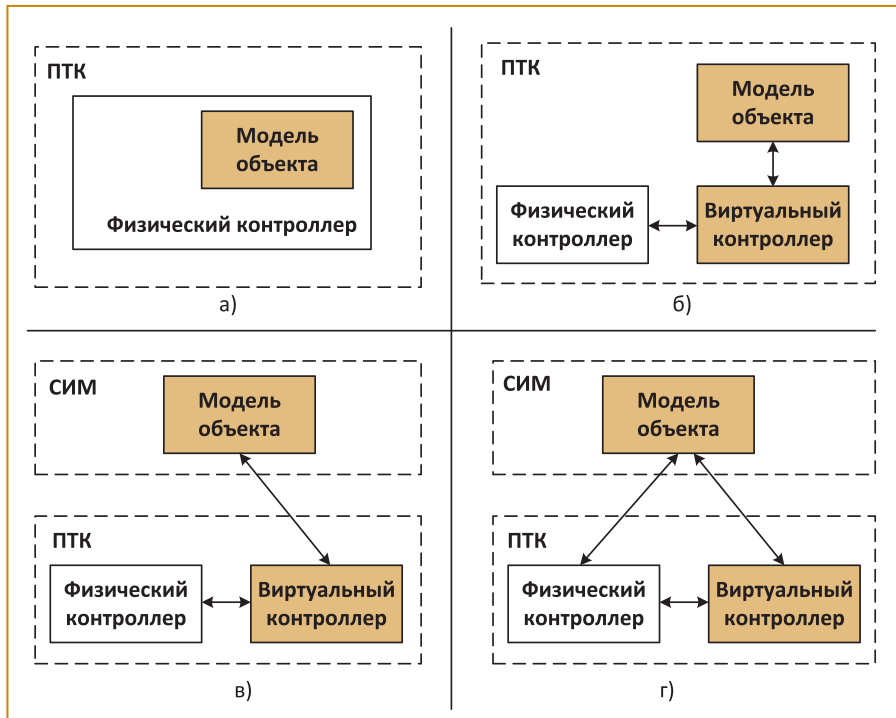 ПТК
Модель
объекта
Физический контроллер
а)
ПТК
Модель
объекта
Физический
контроллер
Виртуальный
контроллер
б)
СИМ
Модель
объекта
ПТК
Физический
контроллер
Виртуальный
контроллер
в)
СИМ
Модель
объекта
ПТК
Физический
контроллер
Виртуальный
контроллер
г)